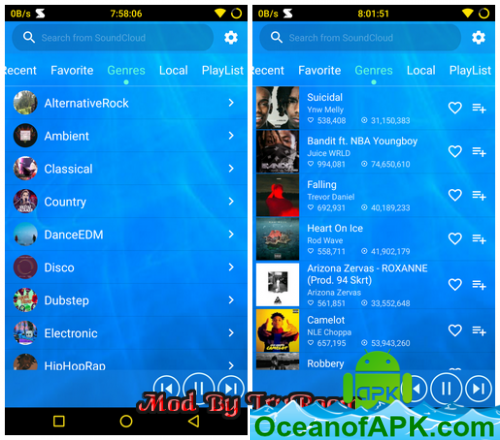 0B/s
7:58:06
Search from SoundCloud
Recent Favorite Genres Local PlayList
AlternativeRock
Ambient
Classical
Country
DanceEDM
Disco
Dubstep
Electronic
HipHopRap
0B/s
8:01:51
Search from SoundCloud
Recent Favorite Genres Local PlayList
Suicidal
Ynw Melly
538,408 31,150,383
Bandit ft. NBA Youngboy
Juice WRLD
994,081 74,650,610
Falling
Trevor Daniel
692,931 40,189,233
Heart On Ice
Rod Wave
558,711 41,902,179
Arizona Zervas - ROXANNE
(Prod. 94 Skrt)
Arizona Zervas
561,851 33,552,648
Camelot
NLE Choppa
657,195 53,943,260
Robbery
Mod By
APK
OceanofAPK.com